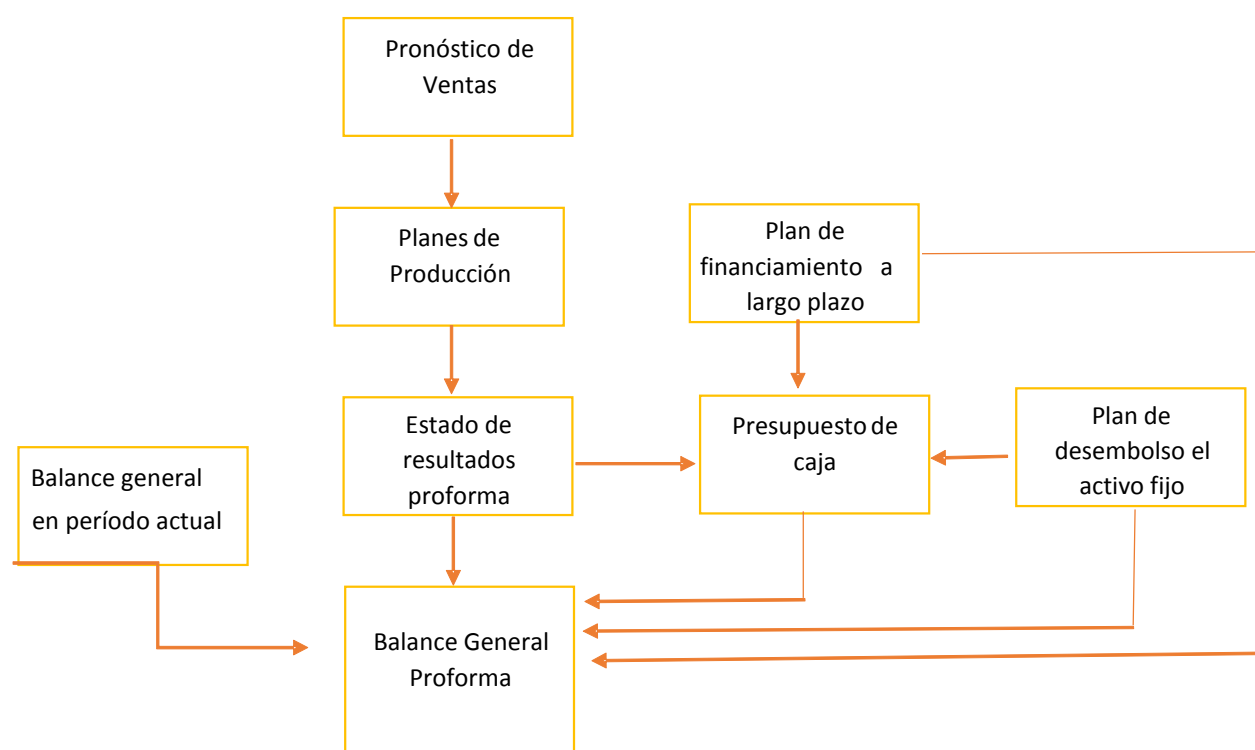 Pronóstico de
Ventas
Planes de
Producción
Plan de
financiamiento a
largo plazo
Estado de
resultados
proforma
Presupuesto de
caja
Plan de
desembolso el
activo fijo
Balance general
en período actual
Balance General
Proforma